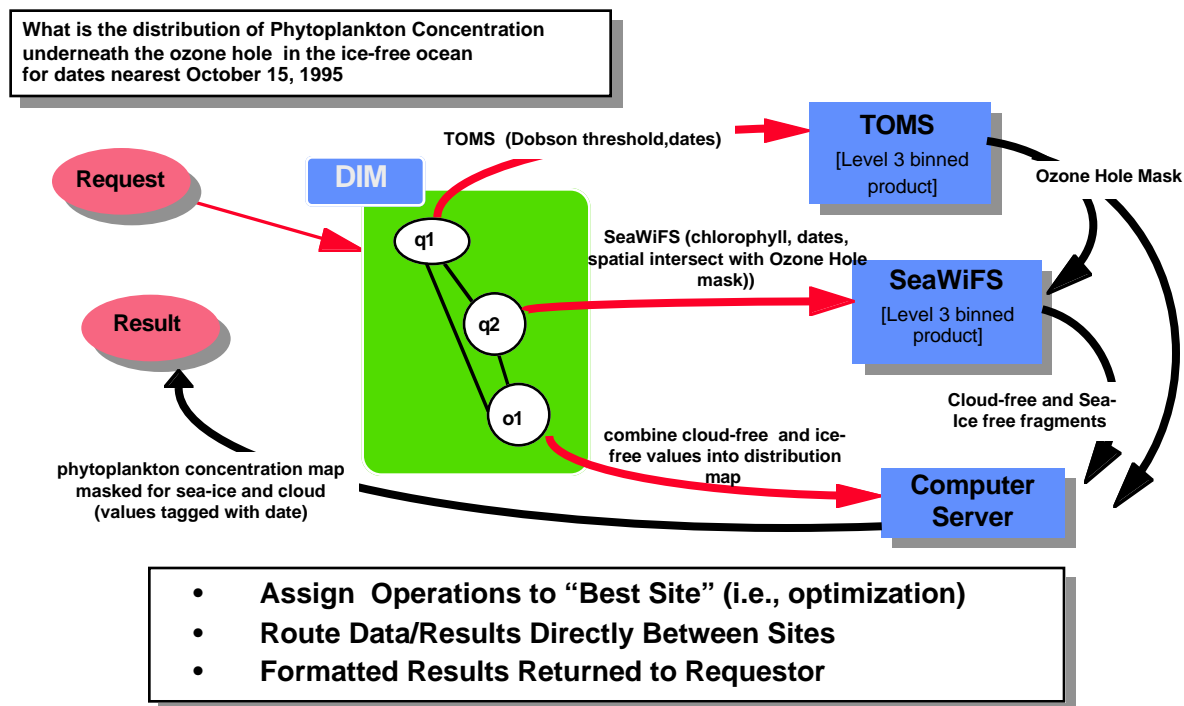 What is the distribution of Phytoplankton Concentration
underneath the ozone hole in the ice-free ocean
for dates nearest October 15, 1995
TOMS (Dobson threshold,dates)
TOMS
[Level 3 binned
product]
Request
DIM
Ozone Hole Mask
q1
SeaWiFS (chlorophyll, dates,
spatial intersect with Ozone Hole
mask))
SeaWiFS
[Level 3 binned
product]
Result
q2
o1
Cloud-free and Sea-
Ice free fragments
combine cloud-free and ice-
free values into distribution
map
phytoplankton concentration map
masked for sea-ice and cloud
(values tagged with date)
Computer
Server
• Assign Operations to “Best Site” (i.e., optimization)
• Route Data/Results Directly Between Sites
• Formatted Results Returned to Requestor